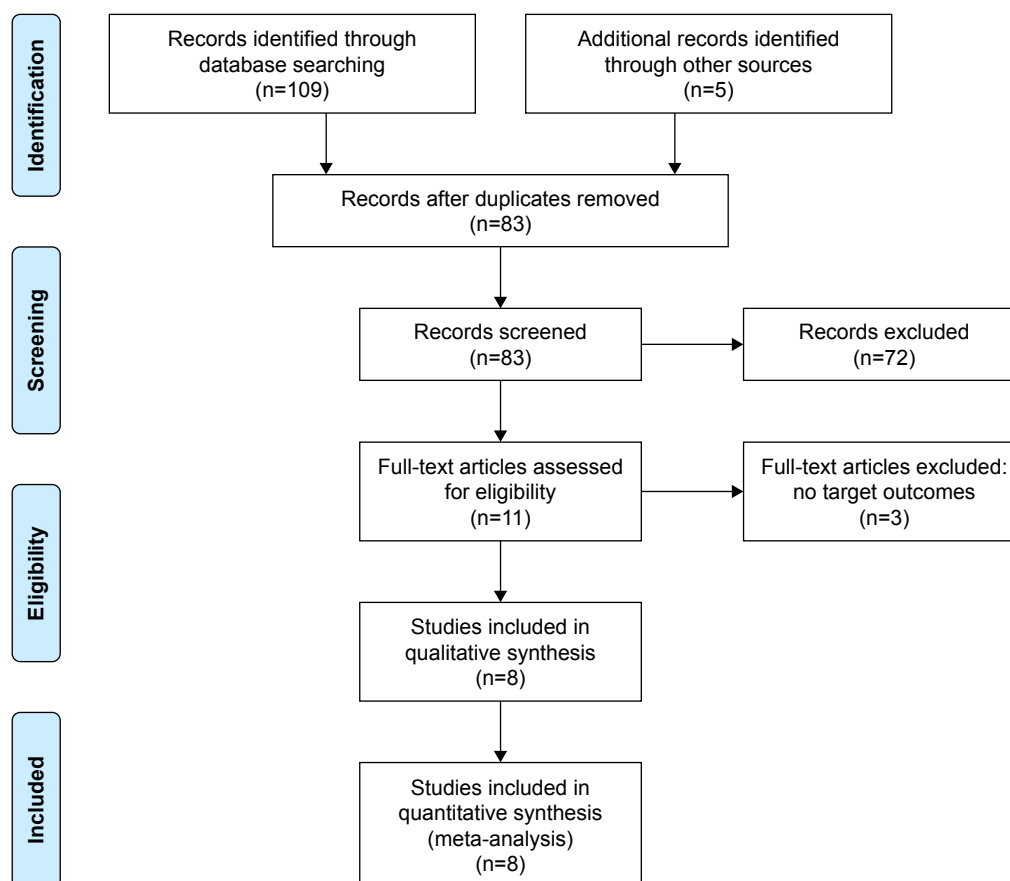 Identification
Records identified through
database searching
(n=109)
Additional records identified
through other sources
(n=5)
Records after duplicates removed
(n=83)
Screening
Records screened
(n=83)
Records excluded
(n=72)
Eligibility
Full-text articles assessed
for eligibility
(n=11)
Full-text articles excluded:
no target outcomes
(n=3)
Studies included in
qualitative synthesis
(n=8)
Included
Studies included in
quantitative synthesis
(meta-analysis)
(n=8)